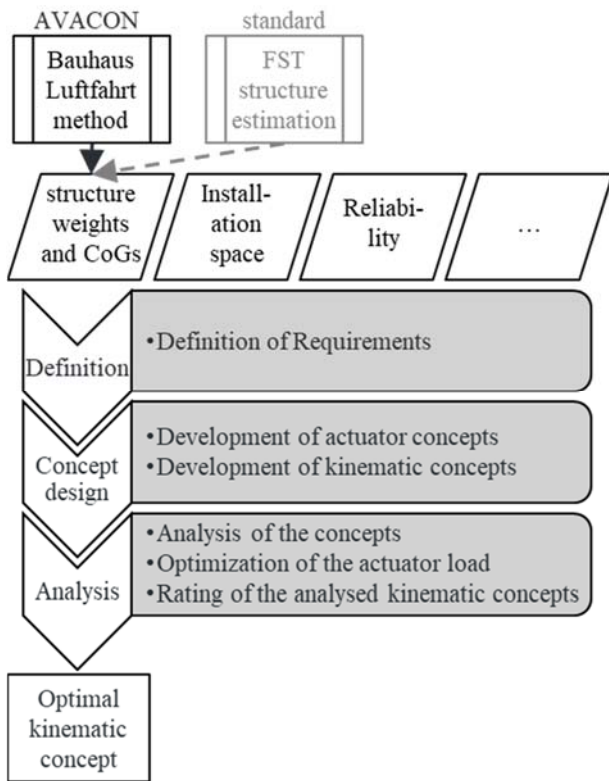 AVACON
standard
Bauhaus
Luftfahrt
method
FST
structure
estimation
structure
weights
and CoGs
Install-
ation
space
Reliabi-
lity
...
Definition
•Definition of Requirements
Concept
design
•Development of actuator concepts
•Development of kinematic concepts
Analysis
•Analysis of the concepts
•Optimization of the actuator load
•Rating of the analysed kinematic concepts
Optimal
kinematic
concept